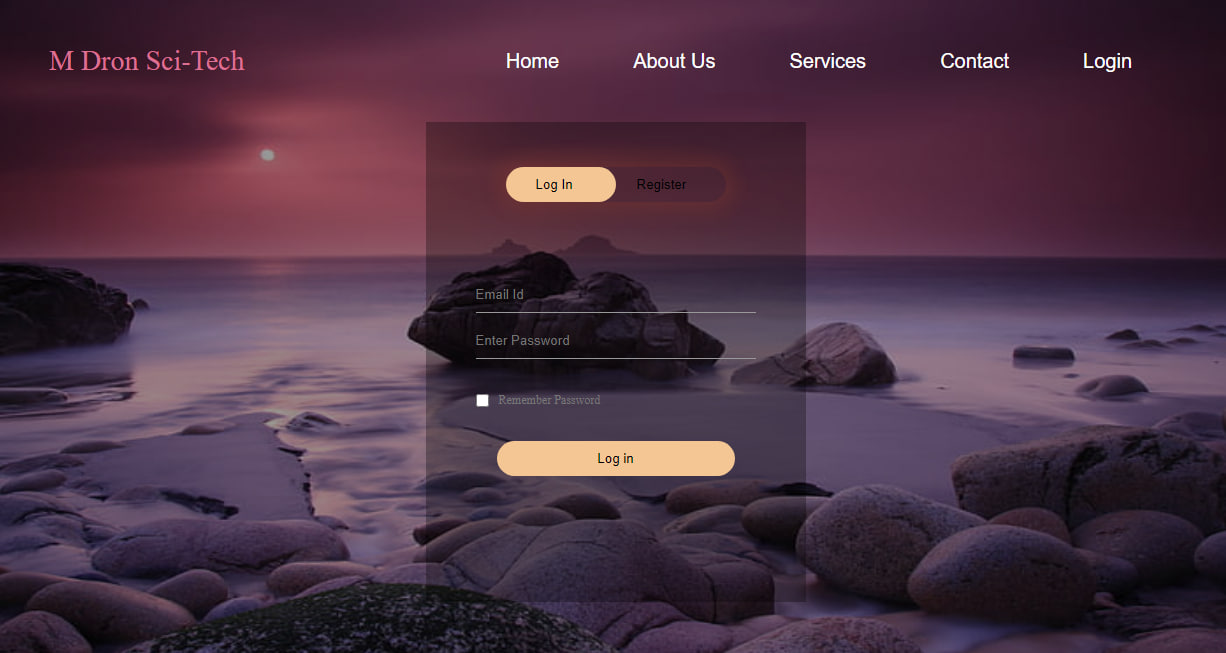 M Dron Sci-Tech
Home About Us Services Contact Login
Log In Register
Email Id
Enter Password
Remember Password
Log in